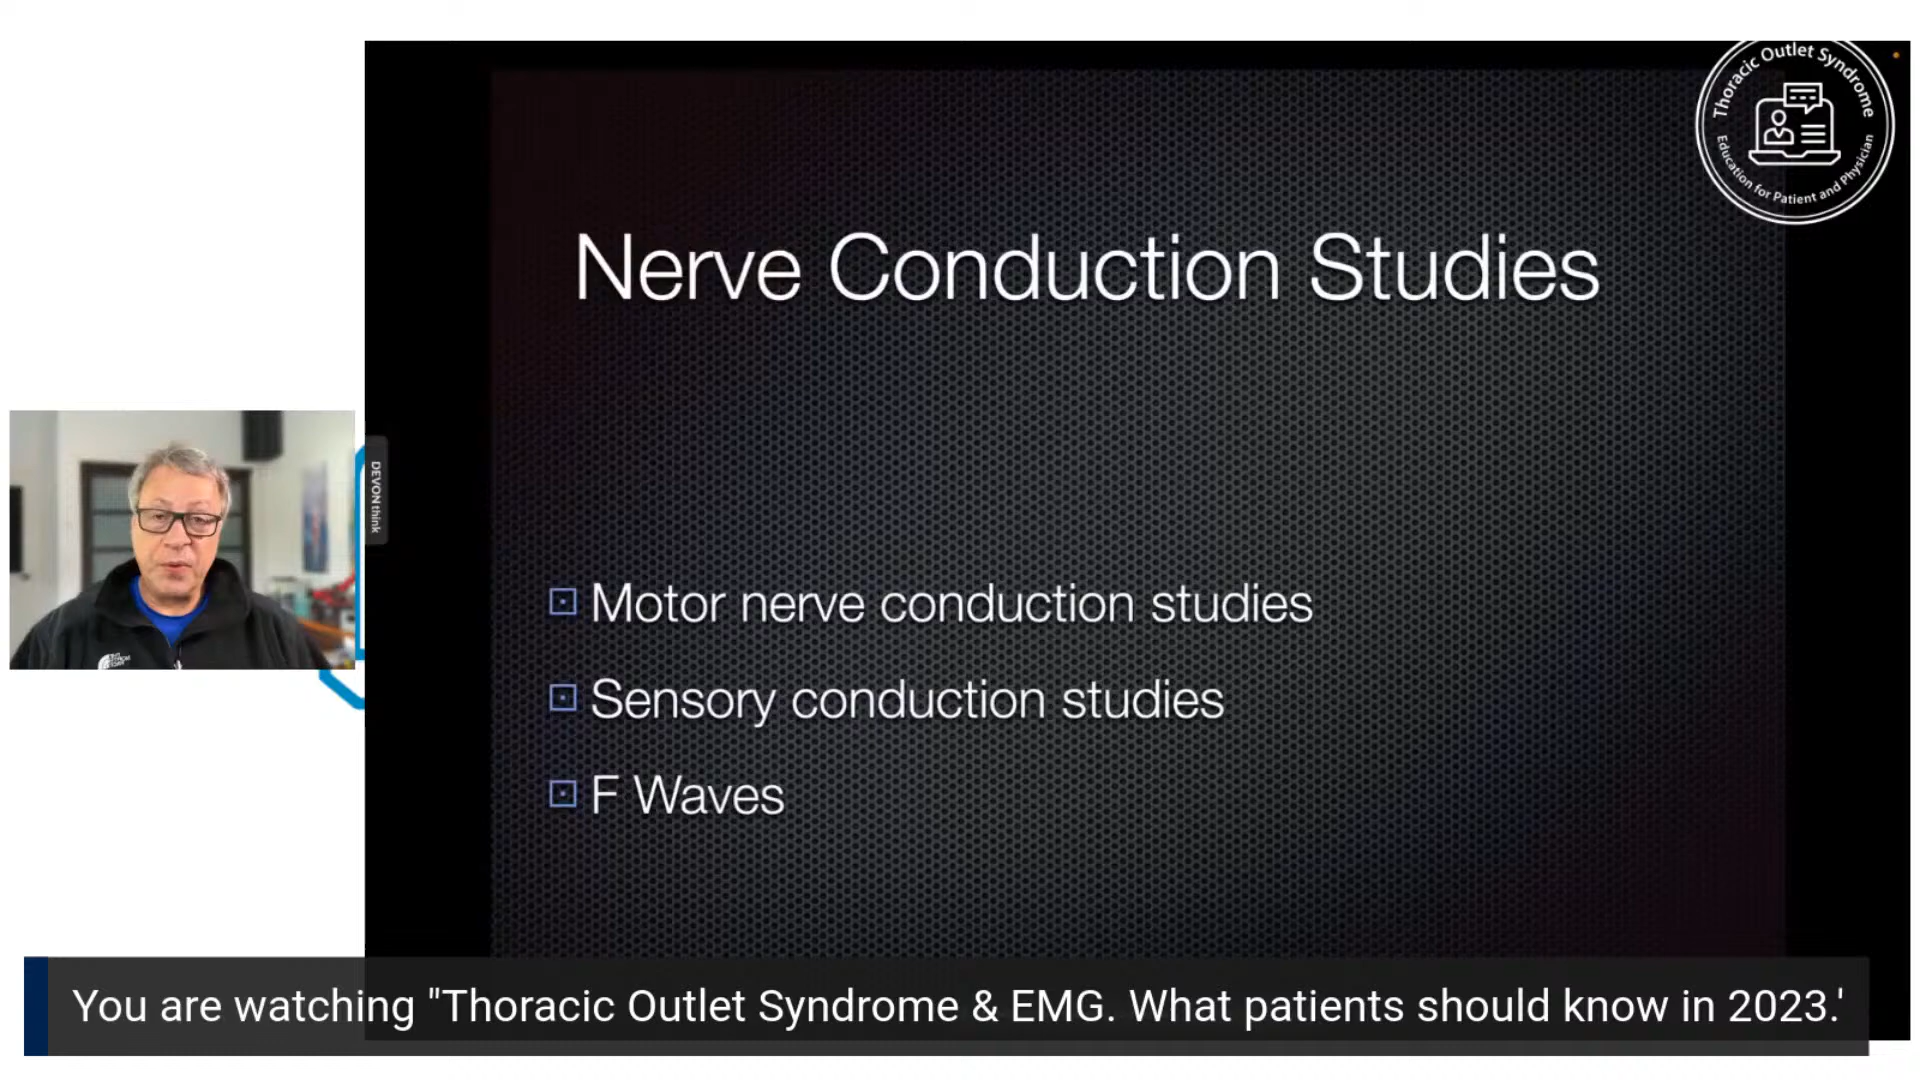 Thoracic Outlet Syndrome
Education for Patient and Physician
Nerve Conduction Studies
DEVONthink
Motor nerve conduction studies
Sensory conduction studies
F Waves
You are watching "Thoracic Outlet Syndrome & EMG. What patients should know in 2023.'